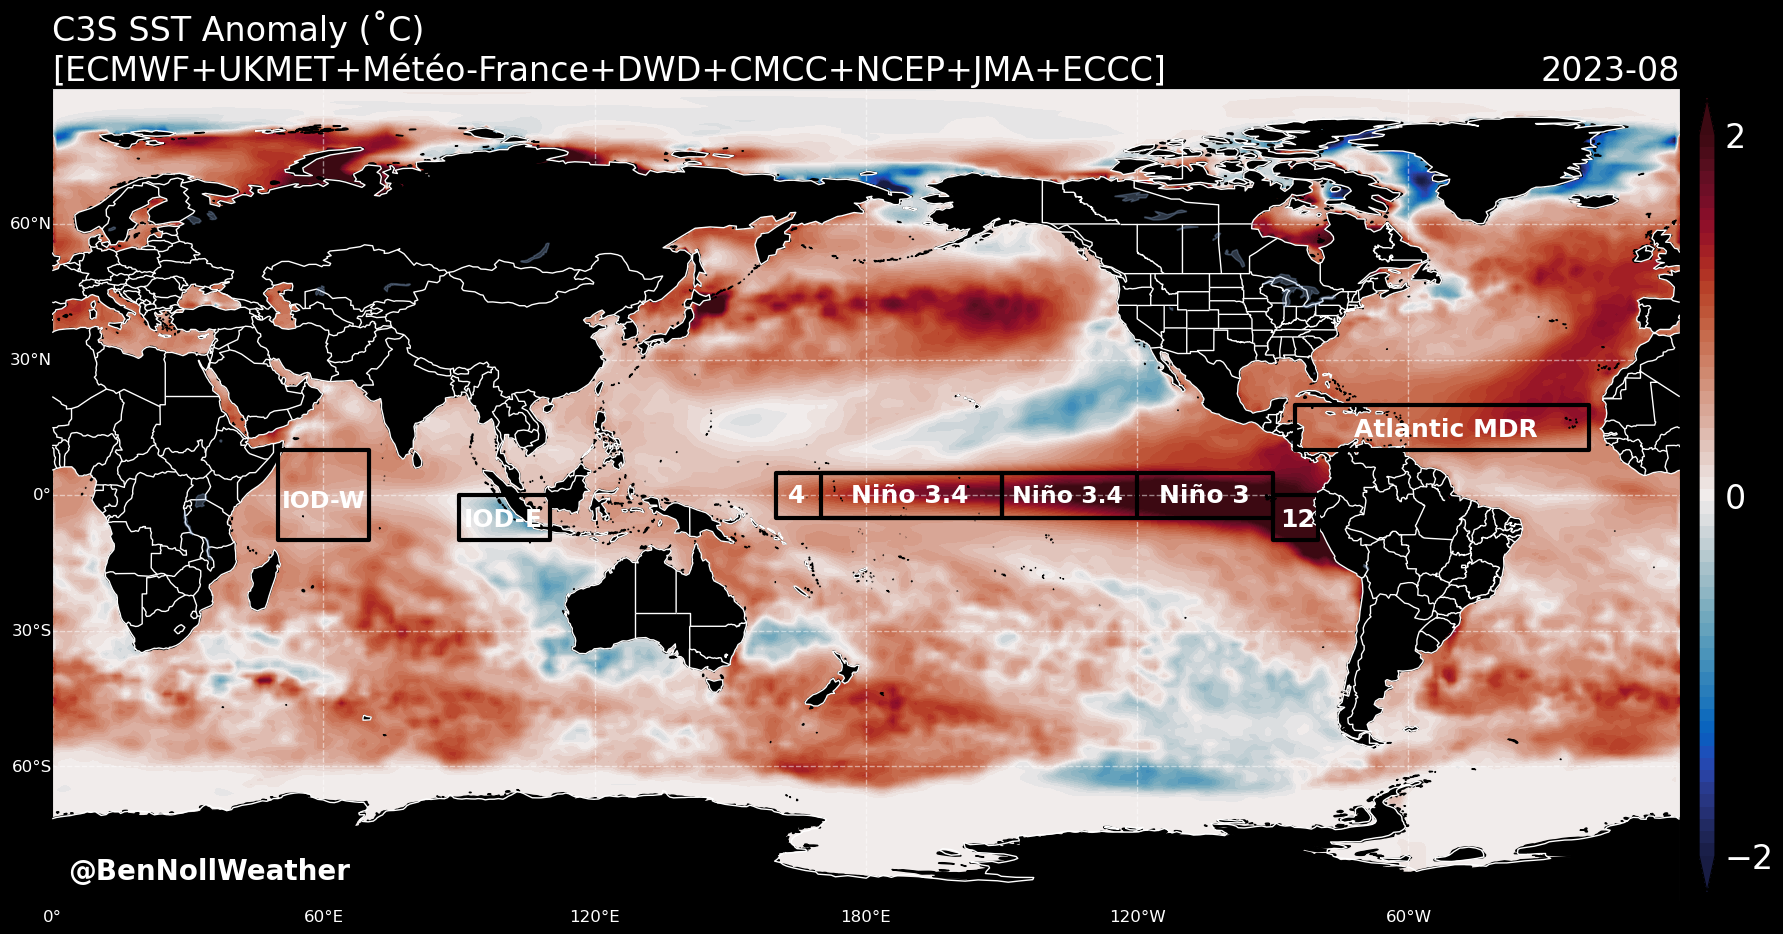 C3S SST Anomaly (˚C)
[ECMWF+UKMET+Météo-France+DWD+CMCC+NCEP+JMA+ECCC]
2023-08
2
0
−2
60°N
30°N
0°
30°S
60°S
Atlantic MDR
IOD-W
IOD-E
4
Niño 3.4
Niño 3.4
Niño 3
12
@BenNollWeather
0°
60°E
120°E
180°E
120°W
60°W